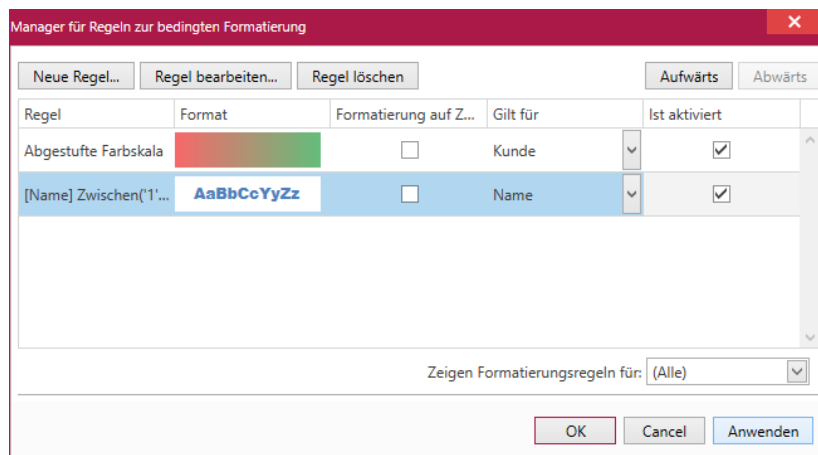 Manager für Regeln zur bedingten Formatierung
Neue Regel... Regel bearbeiten... Regel löschen Aufwärts Abwärts
Regel Format Formatierung auf Z... Gilt für Ist aktiviert
Abgestufte Farbskala Kunde
[Name] Zwischen('1'... AaBbCcYyZz Name
Zeigen Formatierungsregeln für: (Alle)
OK Cancel Anwenden